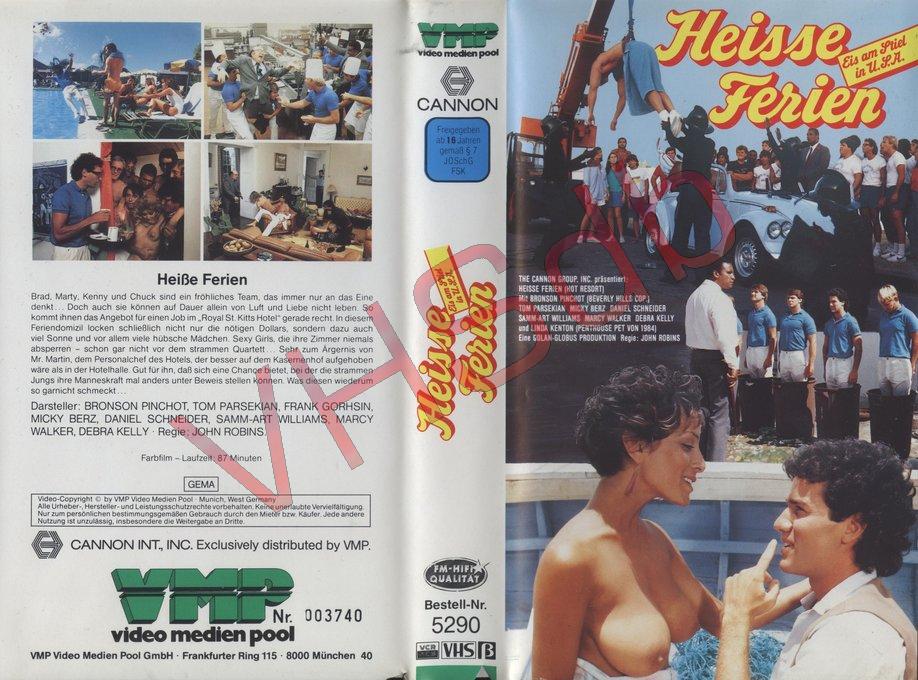 Heiße Ferien
Brad, Marty, Kenny und Chuck sind ein fröhliches Team, das immer nur an das Eine
denkt... Doch auch sie können auf Dauer allein von Luft und Liebe nicht leben. So
kommt ihnen das Angebot für einen Job im „Royal St. Kitts Hotel“ gerade recht. In diesem
Feriendomizil locken schließlich nicht nur die nötigen Dollars, sondern dazu auch
viel Sonne und vor allem viele hübsche Mädchen. Sexy Girls, die ihre Zimmer niemals
absperren – schon gar nicht vor dem strammen Quartett... Sehr zum Ärgernis von
Mr. Martin, dem Personalchef des Hotels, der besser auf dem Kasernenhof aufgehoben
wäre als in der Hotelhalle. Gut für ihn, daß sich eine Change bietet, bei der die strammen
Jungs ihre Manneskraft mal anders unter Beweis stellen können. Was diesen wiederum
so garnicht schmeckt...
Darsteller: BRONSON PINCHOT, TOM PARSEKIAN, FRANK GORHSIN,
MICKY BERZ, DANIEL SCHNEIDER, SAMM-ART WILLIAMS, MARCY
WALKER, DEBRA KELLY · Regie: JOHN ROBINS.
Farbfilm – Laufzeit: 87 Minuten
GEMA
Video-Copyright © by VMP Video Medien Pool · Munich, West Germany
Alle Urheber-, Hersteller- und Leistungsschutzrechte vorbehalten. Keine unerlaubte Vervielfältigung.
Nur zum persönlichen bestimmungsgemäßen Gebrauch durch den Mieter bzw. Käufer. Jede andere
Nutzung ist unzulässig, insbesondere die Weitergabe an Dritte.
CANNON INT., INC. Exclusively distributed by VMP.
VMP
Nr. 003740
video medien pool
VMP Video Medien Pool GmbH · Frankfurter Ring 115 · 8000 München 40
VMP
video medien pool
CANNON
Freigegeben
ab 16 Jahren
gemäß § 7
JÖSchG
FSK
Heisse
Ferien
Eis am Stiel
in U.S.A.
FM-HIFI
QUALITÄT
Bestell-Nr.
5290
VCR
VHS
Heisse
Ferien
Eis am Stiel
in U.S.A.
THE CANNON GROUP, INC. präsentiert:
HEISSE FERIEN (HOT RESORT)
Mit BRONSON PINCHOT (BEVERLY HILLS COP,)
TOM PARSEKIAN MICKY BERZ DANIEL SCHNEIDER
SAMM-ART WILLIAMS MARCY WALKER DEBRA KELLY
und LINDA KENTON (PENTHOUSE PET VON 1984)
Eine GOLAN-GLOBUS PRODUKTION Regie: JOHN ROBINS